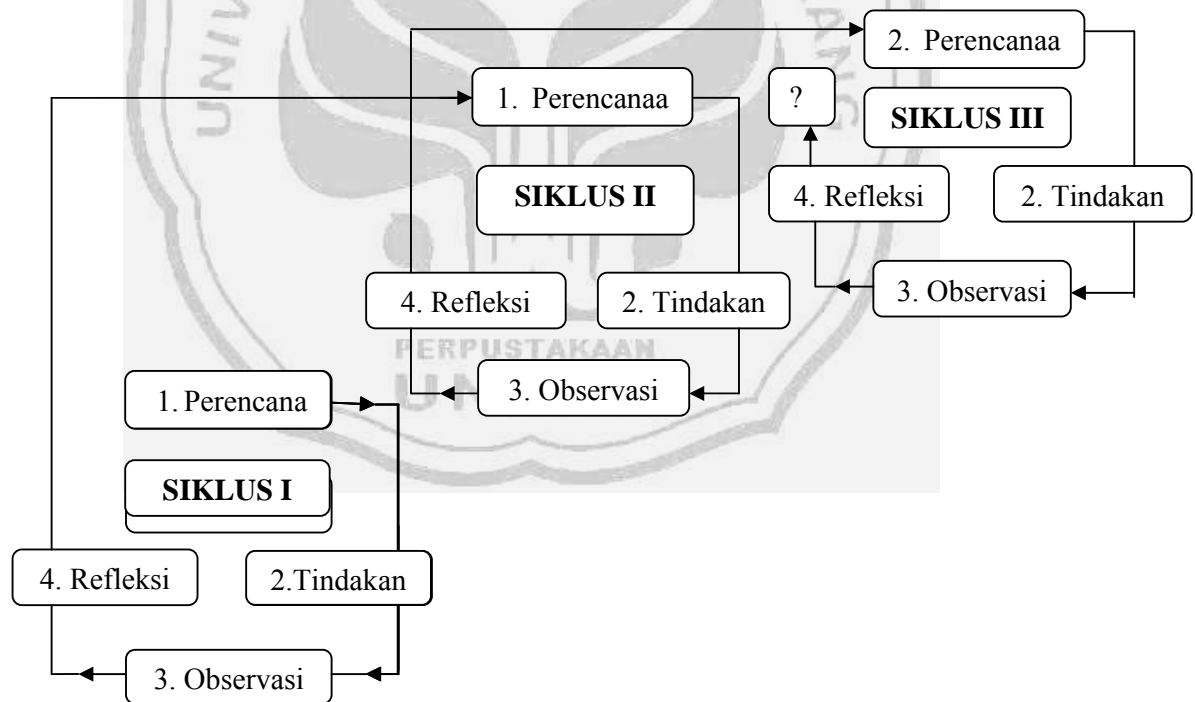 1. Perencana
SIKLUS I
2.Tindakan
3. Observasi
4. Refleksi
1. Perencanaa
SIKLUS II
2. Tindakan
3. Observasi
4. Refleksi
2. Perencanaa
SIKLUS III
2. Tindakan
3. Observasi
4. Refleksi
?
PERPUSTAKAAN